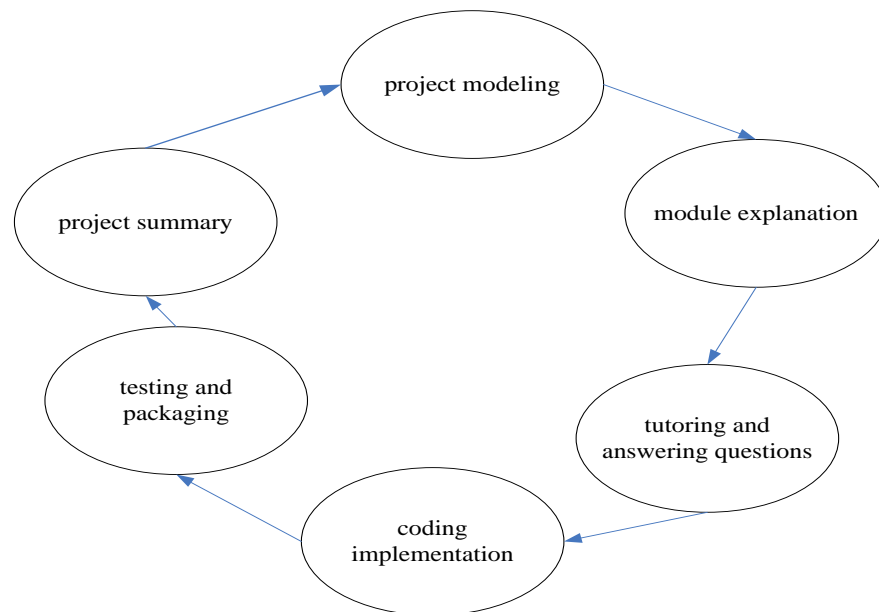 project modeling
module explanation
tutoring and
answering questions
coding
implementation
testing and
packaging
project summary